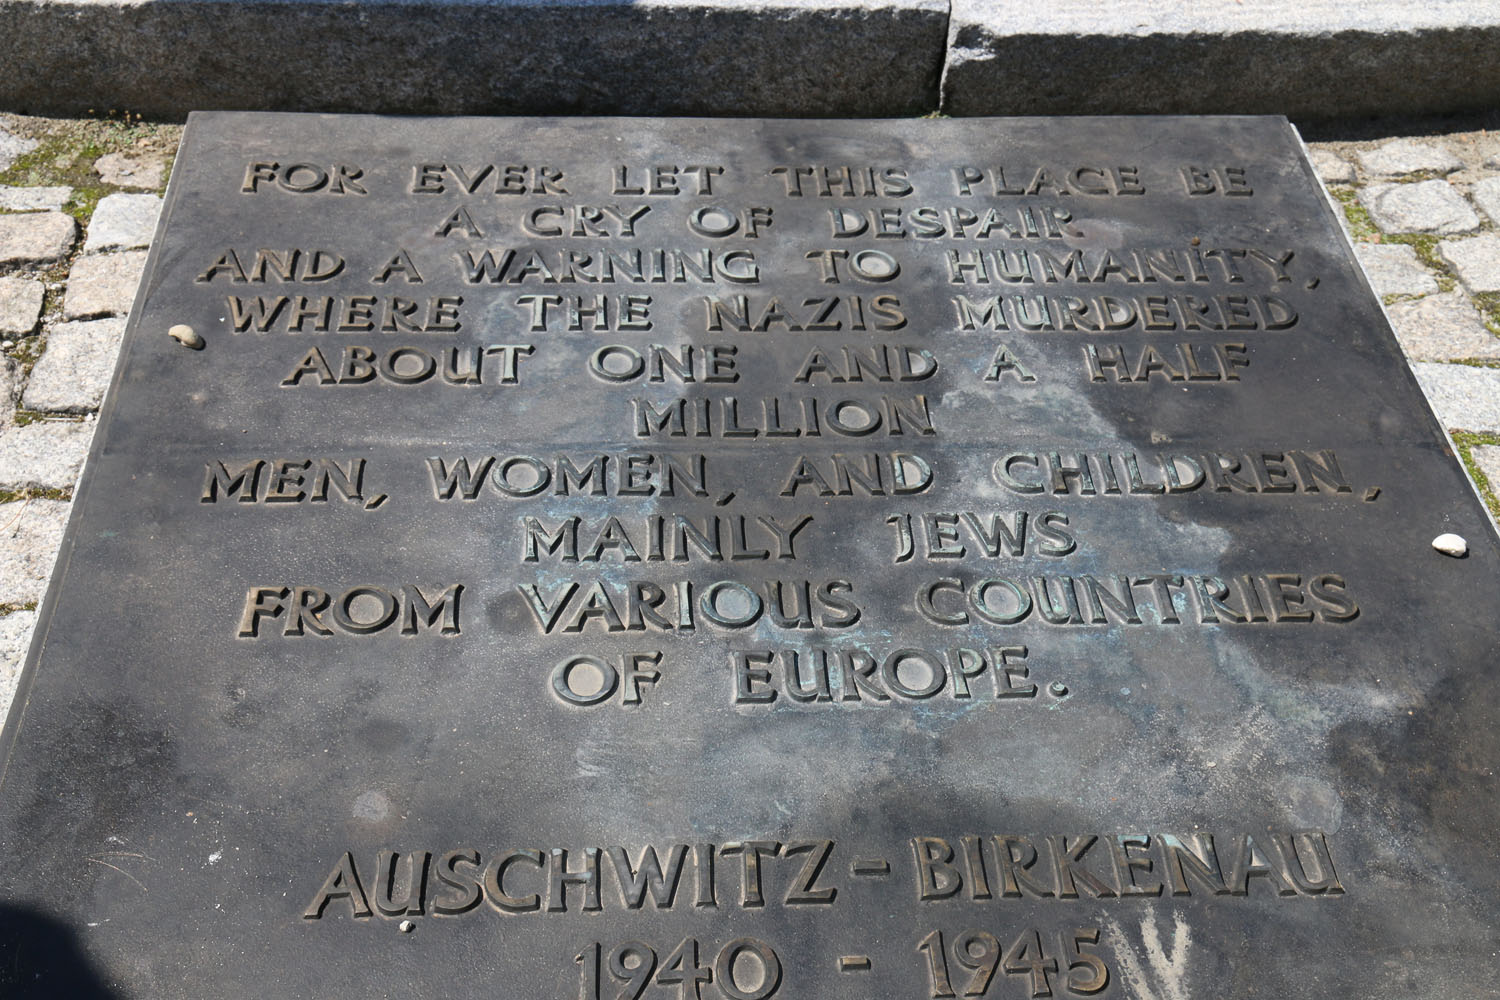 FOR EVER LET THIS PLACE BE
A CRY OF DESPAIR
AND A WARNING TO HUMANITY,
WHERE THE NAZIS MURDERED
ABOUT ONE AND A HALF
MILLION
MEN, WOMEN, AND CHILDREN,
MAINLY JEWS
FROM VARIOUS COUNTRIES
OF EUROPE.
AUSCHWITZ-BIRKENAU
1940 - 1945